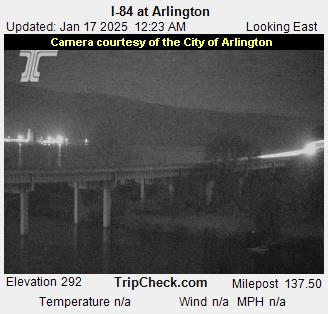 I-84 at Arlington
Updated: Jan 17 2025 12:23 AM Looking East
Camera courtesy of the City of Arlington
Elevation 292 TripCheck.com Milepost 137.50
Temperature n/a Wind n/a MPH n/a